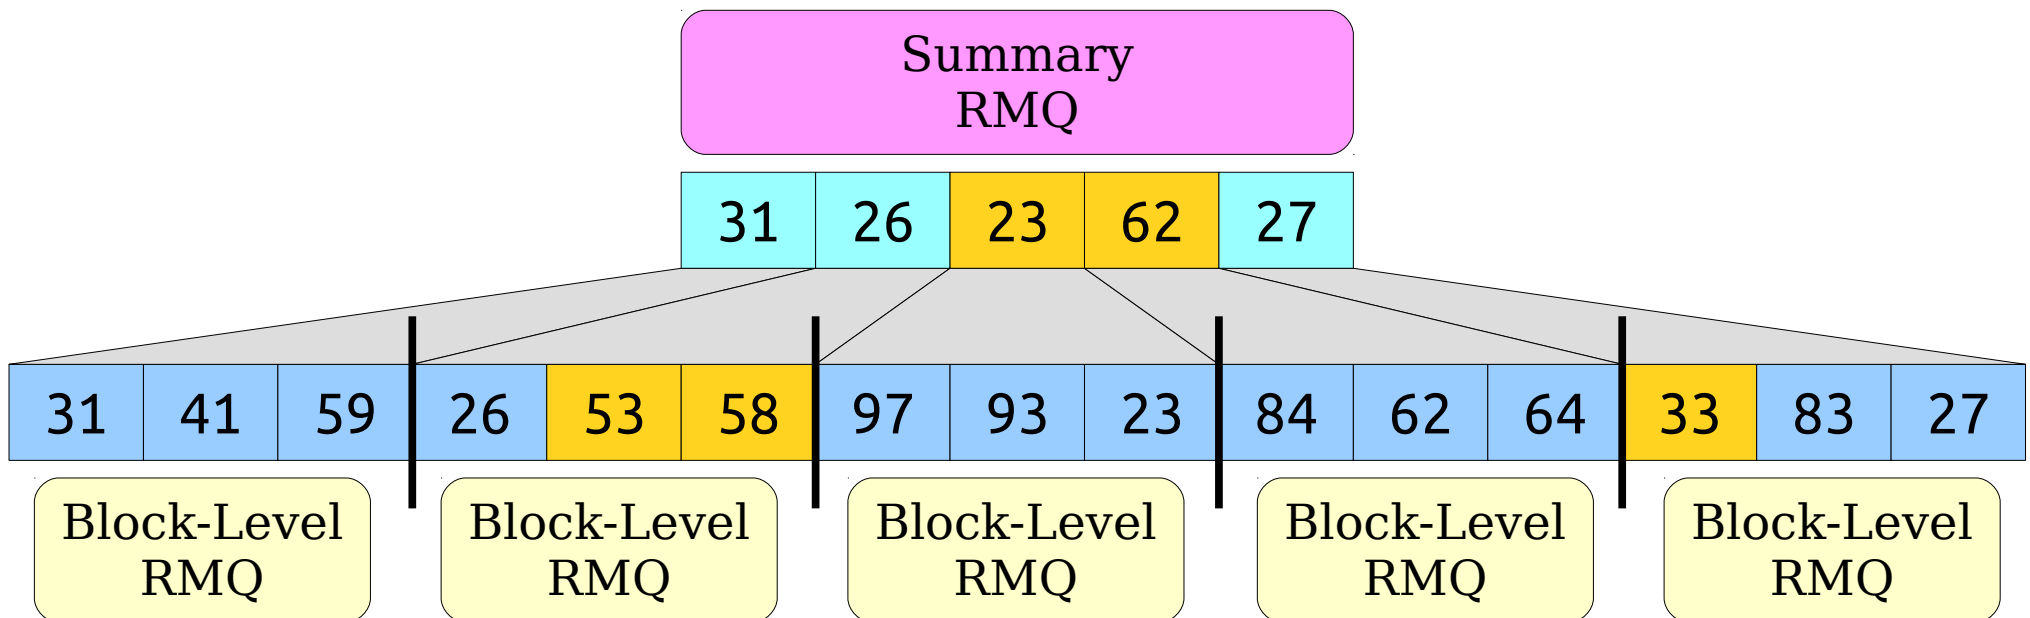 Summary
RMQ
31 26 23 62 27
31 41 59 26 53 58 97 93 23 84 62 64 33 83 27
Block-Level Block-Level Block-Level Block-Level Block-Level
RMQ RMQ RMQ RMQ RMQ